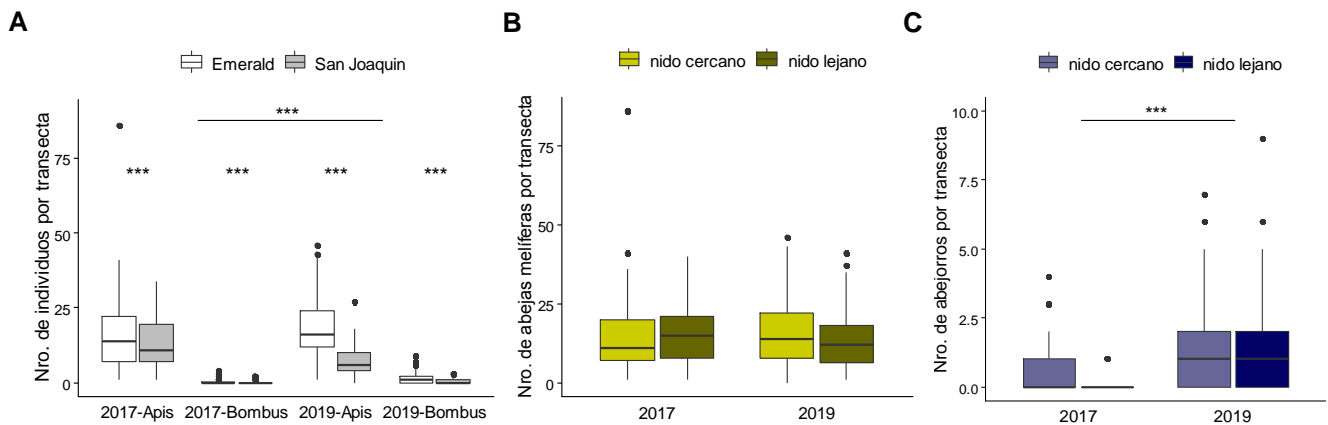 A
Emerald San Joaquin
Nro. de individuos por transecta
75
50
25
0
***
*** *** *** ***
2017-Apis 2017-Bombus 2019-Apis 2019-Bombus
B
nido cercano nido lejano
Nro. de abejas melíferas por transecta
75
50
25
0
2017 2019
C
nido cercano nido lejano
Nro. de abejorros por transecta
10.0
7.5
5.0
2.5
0.0
***
2017 2019